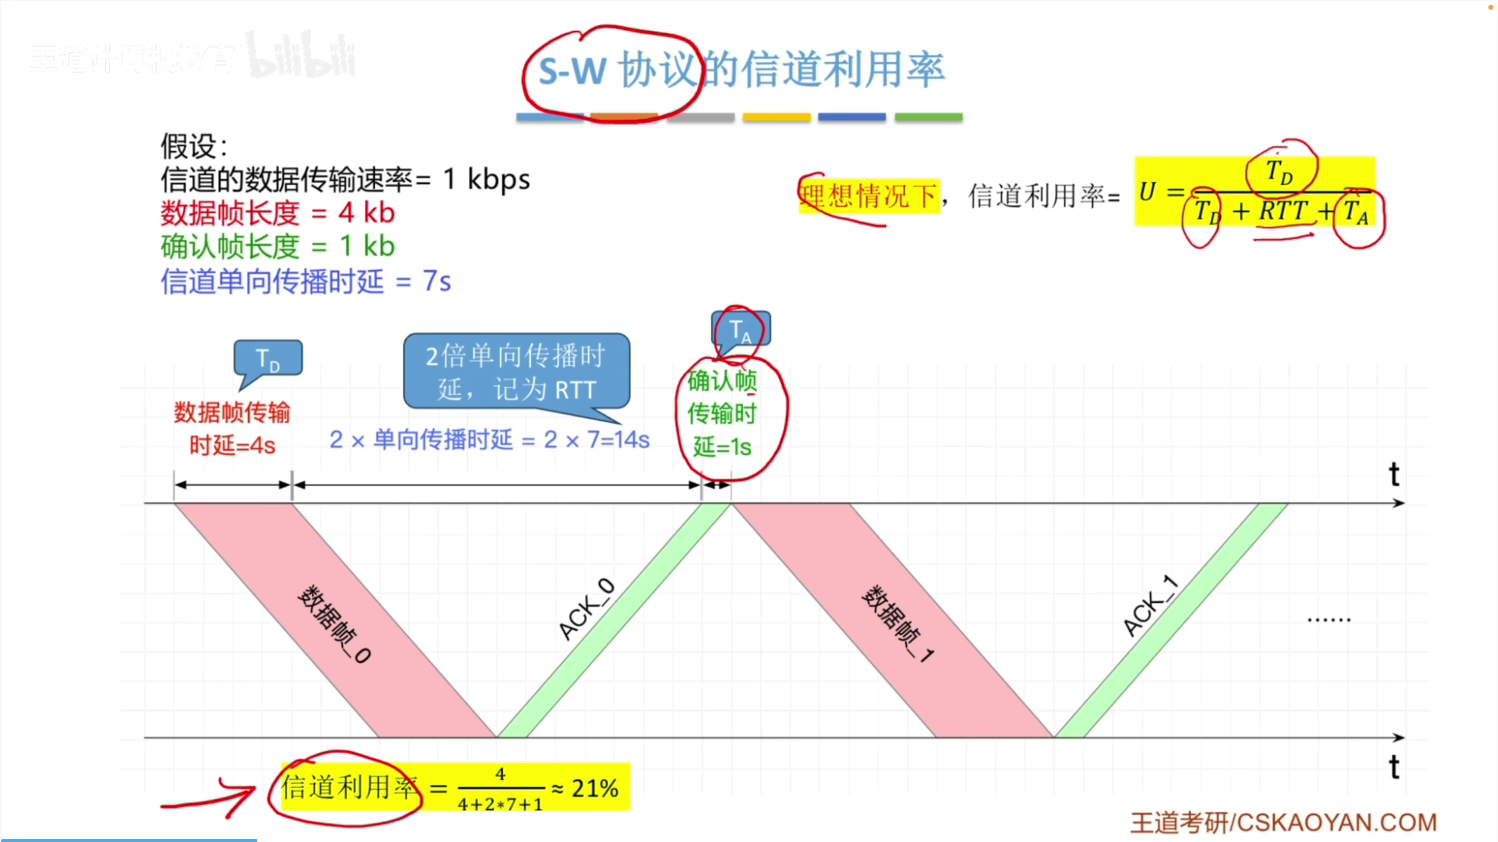 王道计算机教育 bilibili
S-W 协议的信道利用率
假设：
信道的数据传输速率= 1 kbps
数据帧长度 = 4 kb
确认帧长度 = 1 kb
信道单向传播时延 = 7s
理想情况下，信道利用率= U = T_D / (T_D + RTT + T_A)
T_D
数据帧传输
时延=4s
2倍单向传播时
延，记为 RTT
2 × 单向传播时延 = 2 × 7=14s
T_A
确认帧
传输时
延=1s
t
数据帧_0
ACK_0
数据帧_1
ACK_1
......
t
信道利用率 = 4 / (4+2*7+1) ≈ 21%
王道考研/CSKAOYAN.COM